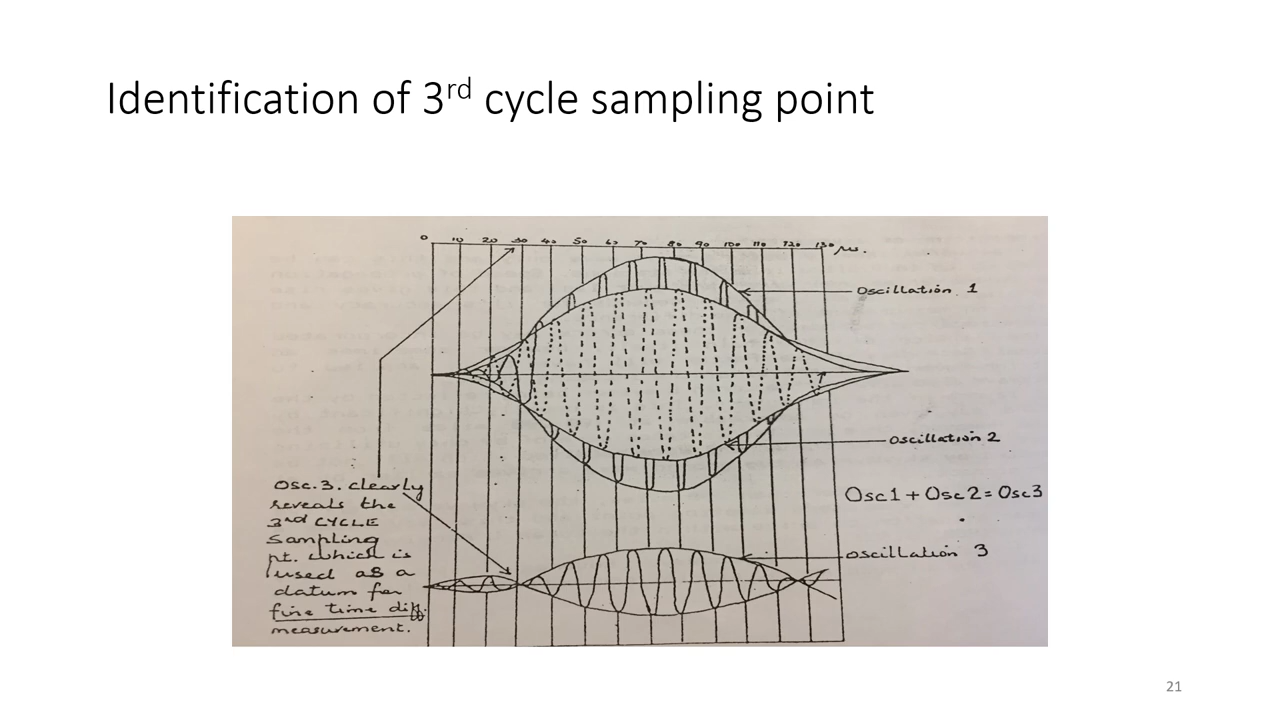 Identification of 3rd cycle sampling point
0 10 20 30 40 50 60 70 80 90 100 110 120 130 µs.
Oscillation 1
Oscillation 2
Osc1 + Osc2 = Osc3
Oscillation 3
Osc.3. clearly
reveals the
3rd CYCLE
Sampling
pt. which is
used as a
datum for
fine time diff.
measurement.
21